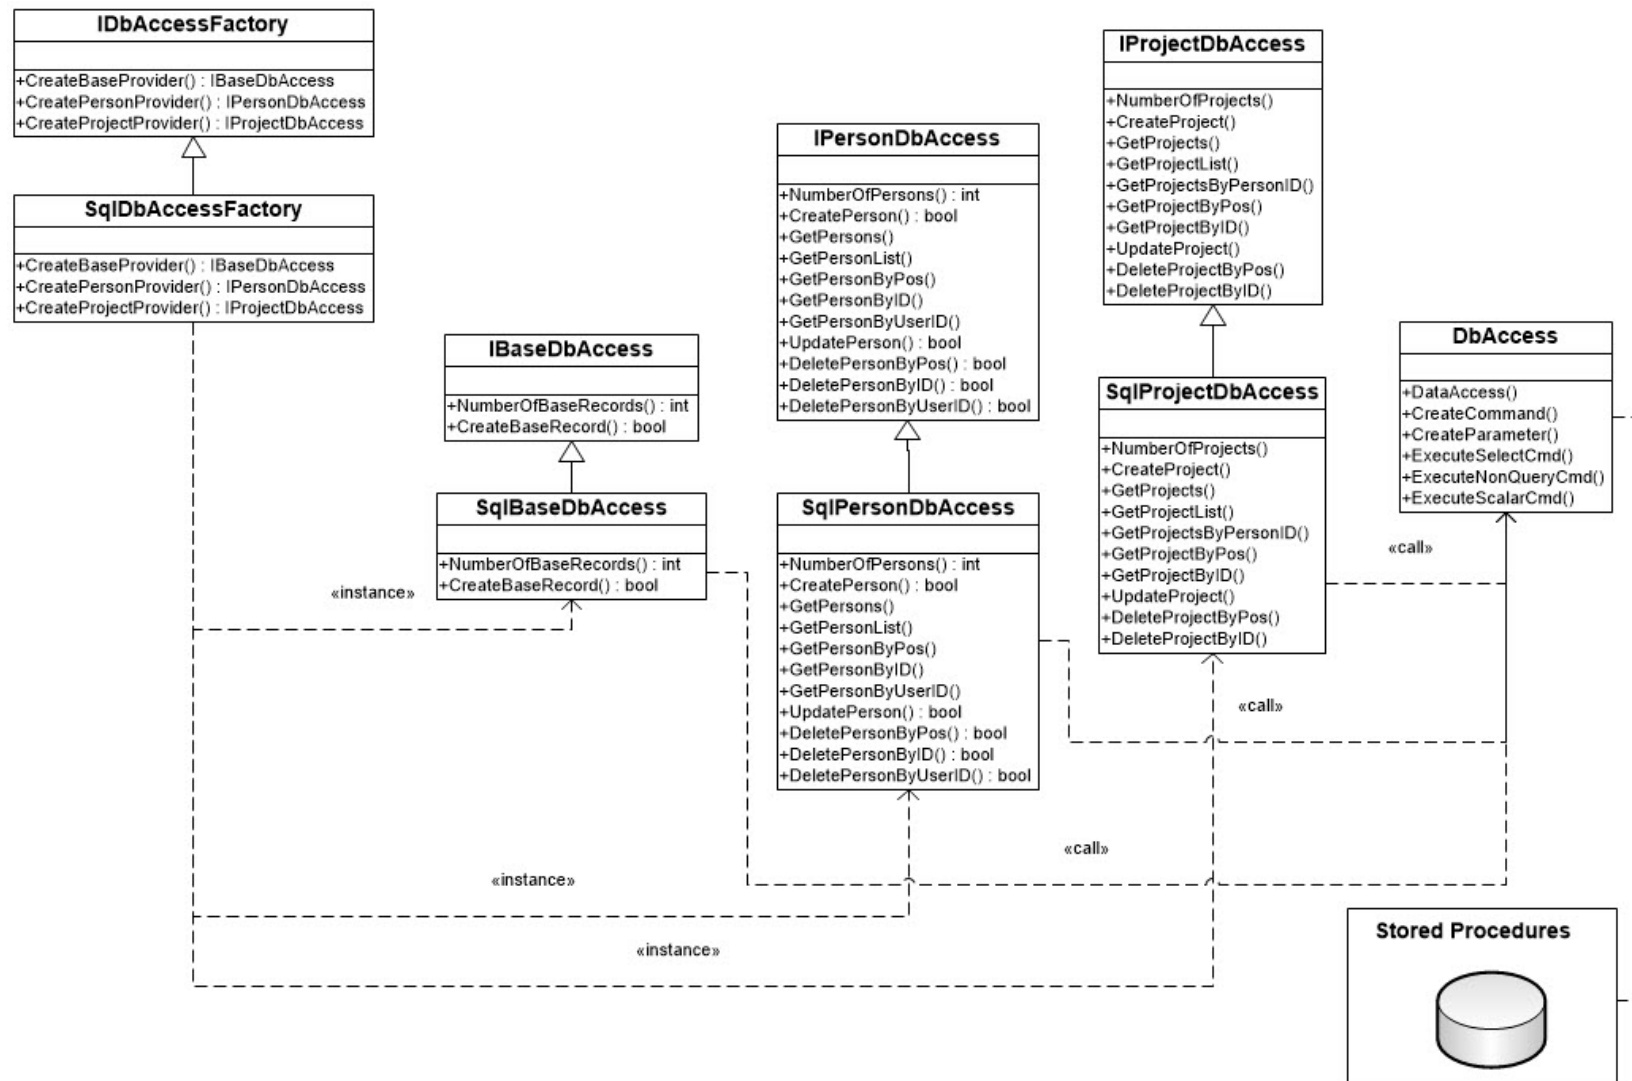 IDbAccessFactory
+CreateBaseProvider() : IBaseDbAccess
+CreatePersonProvider() : IPersonDbAccess
+CreateProjectProvider() : IProjectDbAccess
SqlDbAccessFactory
+CreateBaseProvider() : IBaseDbAccess
+CreatePersonProvider() : IPersonDbAccess
+CreateProjectProvider() : IProjectDbAccess
IBaseDbAccess
+NumberOfBaseRecords() : int
+CreateBaseRecord() : bool
SqlBaseDbAccess
+NumberOfBaseRecords() : int
+CreateBaseRecord() : bool
IPersonDbAccess
+NumberOfPersons() : int
+CreatePerson() : bool
+GetPersons()
+GetPersonList()
+GetPersonByPos()
+GetPersonByID()
+GetPersonByUserID()
+UpdatePerson() : bool
+DeletePersonByPos() : bool
+DeletePersonByID() : bool
+DeletePersonByUserID() : bool
SqlPersonDbAccess
+NumberOfPersons() : int
+CreatePerson() : bool
+GetPersons()
+GetPersonList()
+GetPersonByPos()
+GetPersonByID()
+GetPersonByUserID()
+UpdatePerson() : bool
+DeletePersonByPos() : bool
+DeletePersonByID() : bool
+DeletePersonByUserID() : bool
IProjectDbAccess
+NumberOfProjects()
+CreateProject()
+GetProjects()
+GetProjectList()
+GetProjectsByPersonID()
+GetProjectByPos()
+GetProjectByID()
+UpdateProject()
+DeleteProjectByPos()
+DeleteProjectByID()
SqlProjectDbAccess
+NumberOfProjects()
+CreateProject()
+GetProjects()
+GetProjectList()
+GetProjectsByPersonID()
+GetProjectByPos()
+GetProjectByID()
+UpdateProject()
+DeleteProjectByPos()
+DeleteProjectByID()
DbAccess
+DataAccess()
+CreateCommand()
+CreateParameter()
+ExecuteSelectCmd()
+ExecuteNonQueryCmd()
+ExecuteScalarCmd()
«call»
«instance»
«call»
«call»
«instance»
«instance»
Stored Procedures